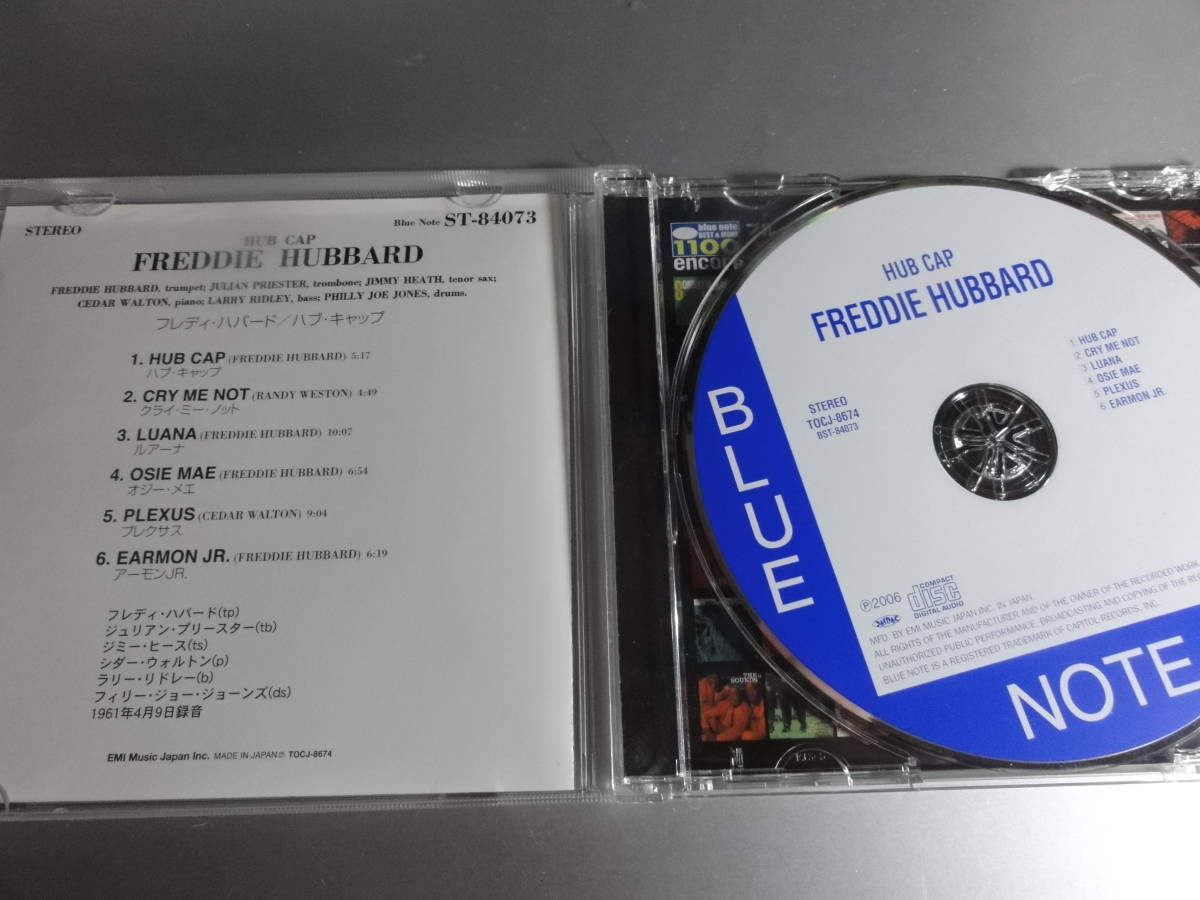 STEREO
Blue Note ST-84073
HUB CAP
FREDDIE HUBBARD
FREDDIE HUBBARD, trumpet; JULIAN PRIESTER, trombone; JIMMY HEATH, tenor sax;
CEDAR WALTON, piano; LARRY RIDLEY, bass; PHILLY JOE JONES, drums.
フレディ・ハバード/ハブ・キャップ
1. HUB CAP (FREDDIE HUBBARD) 5:17
ハブ・キャップ
2. CRY ME NOT (RANDY WESTON) 4:49
クライ・ミー・ノット
3. LUANA (FREDDIE HUBBARD) 10:07
ルアーナ
4. OSIE MAE (FREDDIE HUBBARD) 6:54
オジー・メエ
5. PLEXUS (CEDAR WALTON) 9:04
プレクサス
6. EARMON JR. (FREDDIE HUBBARD) 6:19
アーモンJR.
フレディ・ハバード(tp)
ジュリアン・プリースター(tb)
ジミー・ヒース(ts)
シダー・ウォルトン(p)
ラリー・リドレー(b)
フィリー・ジョー・ジョーンズ(ds)
1961年4月9日録音
EMI Music Japan Inc. MADE IN JAPAN Ⓟ TOCJ-8674
blue note
BEST & MORE
1100
encore
HUB CAP
FREDDIE HUBBARD
1 HUB CAP
2 CRY ME NOT
3 LUANA
4 OSIE MAE
5 PLEXUS
6 EARMON JR.
STEREO
TOCJ-8674
BST-84073
BLUE
NOTE
Ⓟ2006
COMPACT
disc
DIGITAL AUDIO
MFD. BY EMI MUSIC JAPAN INC. IN JAPAN.
ALL RIGHTS OF THE MANUFACTURER AND OF THE OWNER OF THE RECORDED WORK
UNAUTHORIZED PUBLIC PERFORMANCE, BROADCASTING AND COPYING OF THE
BLUE NOTE IS A REGISTERED TRADEMARK OF CAPITOL RECORDS, INC.
THE
SOUNDS